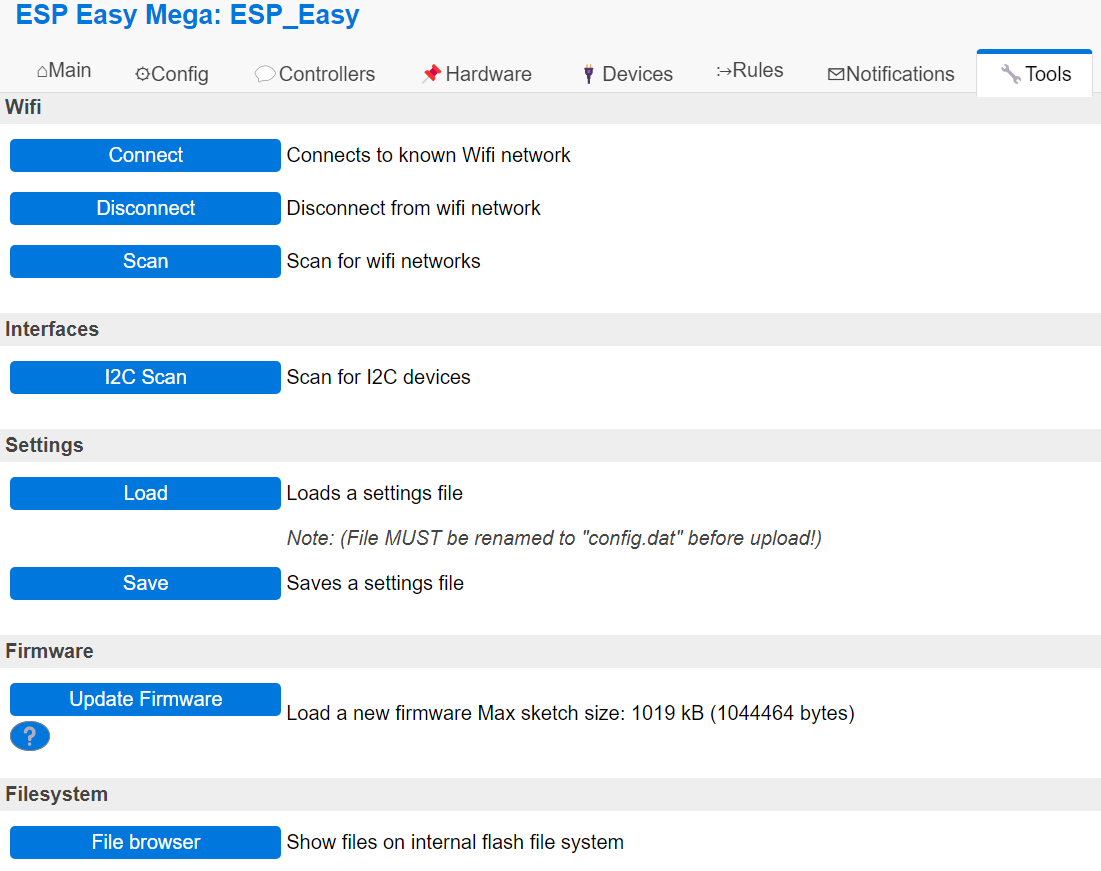 ESP Easy Mega: ESP_Easy
⌂Main ⚙Config 💬Controllers 📌Hardware 🔌Devices Rules ✉Notifications 🔧Tools
Wifi
Connect Connects to known Wifi network
Disconnect Disconnect from wifi network
Scan Scan for wifi networks
Interfaces
I2C Scan Scan for I2C devices
Settings
Load Loads a settings file
Note: (File MUST be renamed to "config.dat" before upload!)
Save Saves a settings file
Firmware
Update Firmware Load a new firmware Max sketch size: 1019 kB (1044464 bytes)
?
Filesystem
File browser Show files on internal flash file system